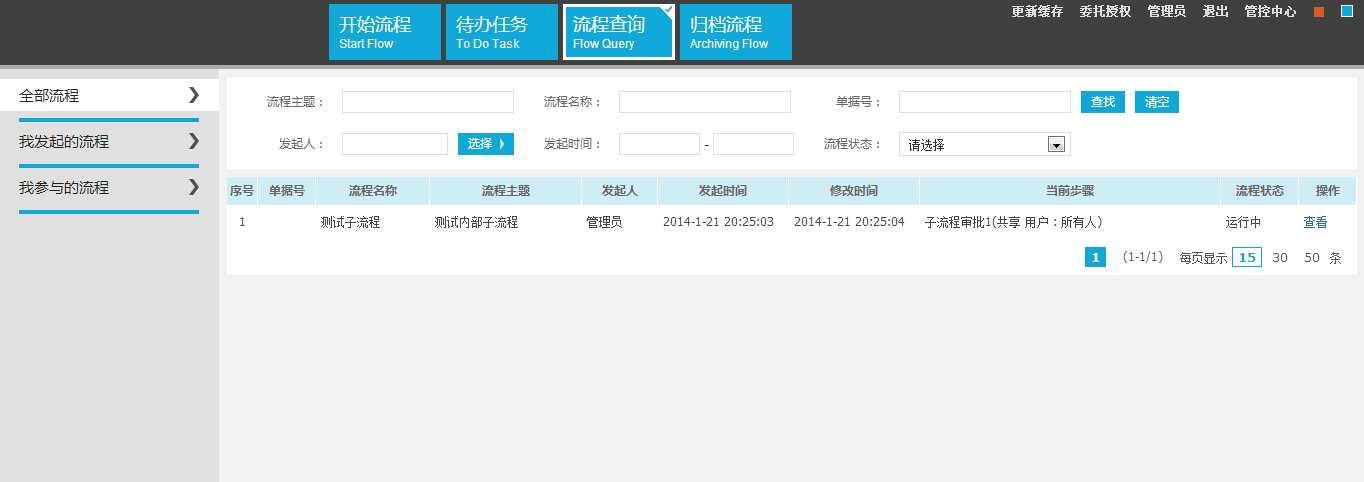 开始流程 待办任务 流程查询 归档流程 更新缓存 委托授权 管理员 退出 管控中心
Start Flow To Do Task Flow Query Archiving Flow
全部流程
我发起的流程
我参与的流程
流程主题： 流程名称： 单据号： 查找 清空
发起人： 选择 发起时间： - 流程状态： 请选择
序号 单据号 流程名称 流程主题 发起人 发起时间 修改时间 当前步骤 流程状态 操作
1 测试子流程 测试内部子流程 管理员 2014-1-21 20:25:03 2014-1-21 20:25:04 子流程审批1(共享 用户：所有人) 运行中 查看
1 (1-1/1) 每页显示 15 30 50 条